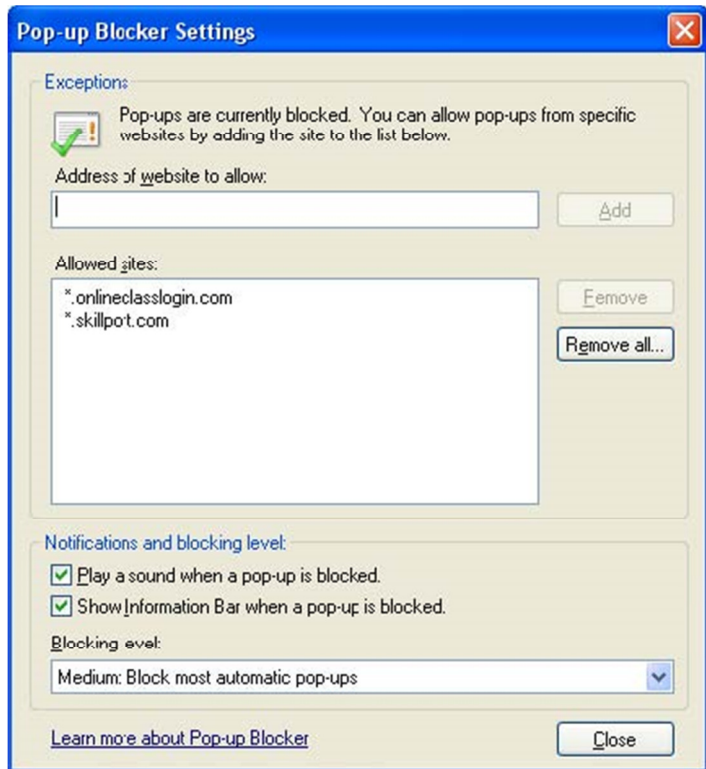 Pop-up Blocker Settings
Exceptions
Pop-ups are currently blocked. You can allow pop-ups from specific
websites by adding the site to the list below.
Address of website to allow:
Add
Allowed sites:
*.onlineclasslogin.com
*.skillport.com
Remove
Remove all...
Notifications and blocking level:
Play a sound when a pop-up is blocked.
Show Information Bar when a pop-up is blocked.
Blocking level:
Medium: Block most automatic pop-ups
Learn more about Pop-up Blocker
Close